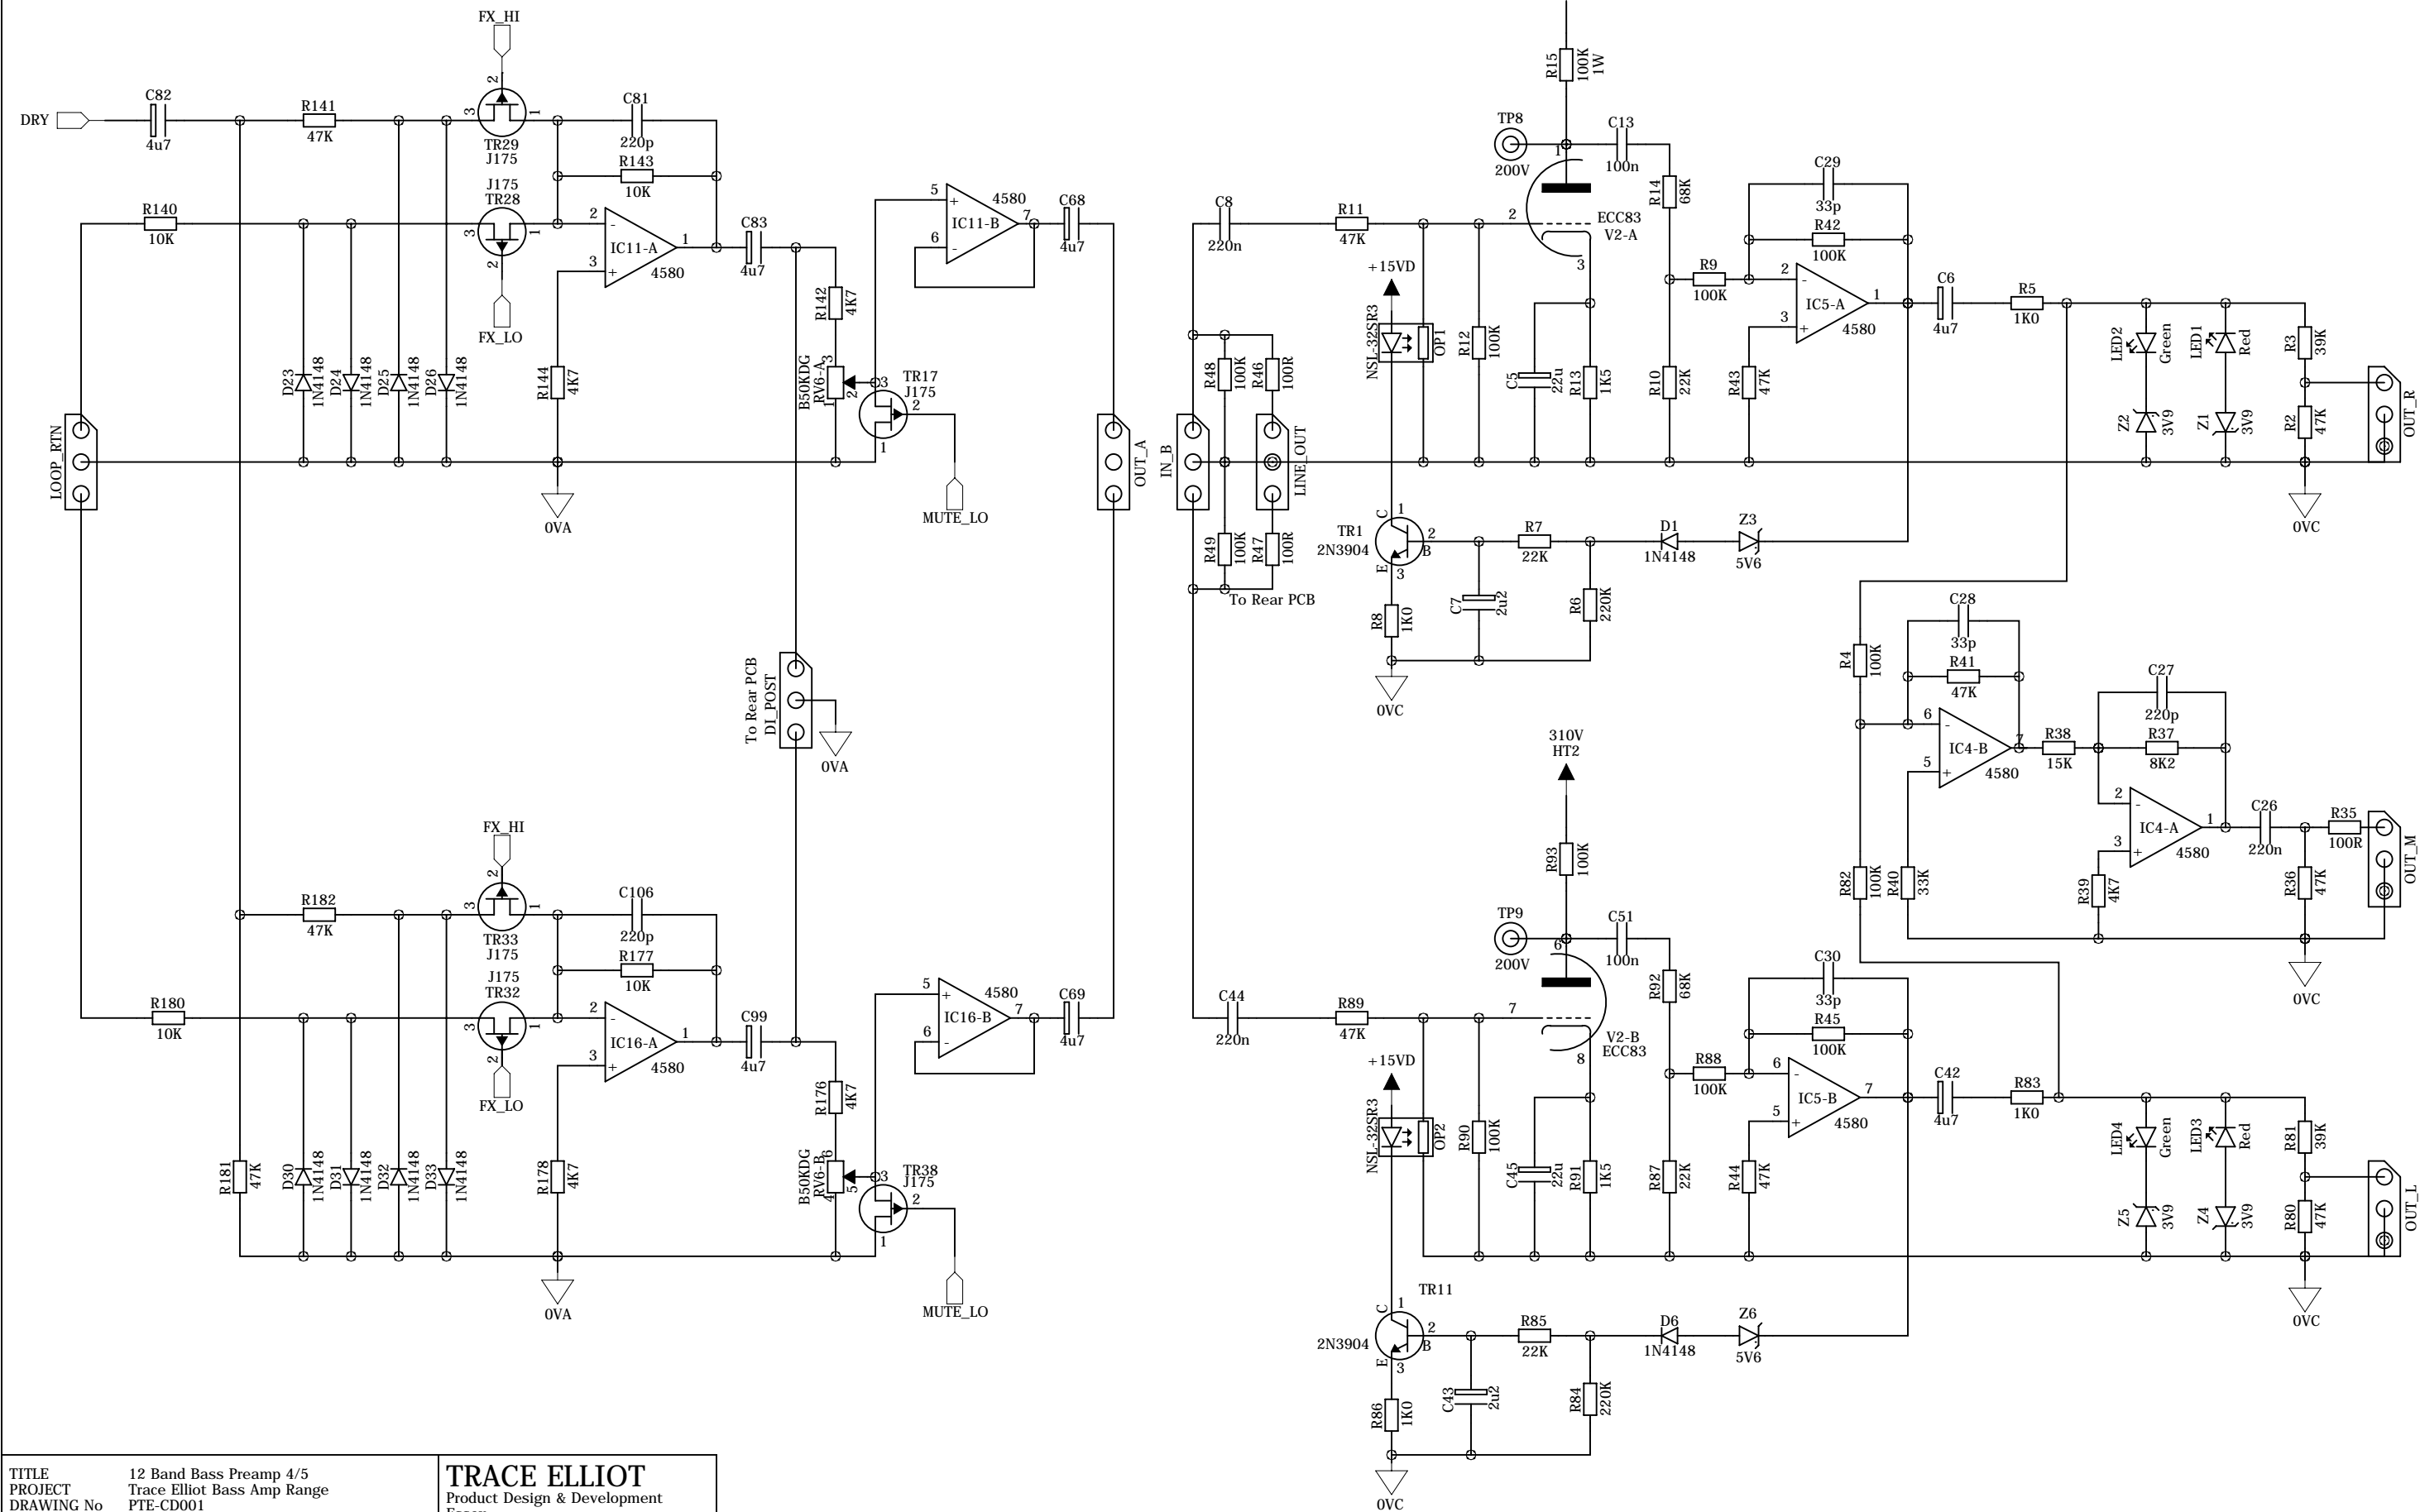 FX_HI
DRY
C82
4u7
R141
47K
TR29
J175
C81
220p
R143
10K
J175
TR28
R140
10K
FX_LO
IC11-A
4580
C83
4u7
R142
4K7
IC11-B
4580
C68
4u7
D23
1N4148
D24
1N4148
D25
1N4148
D26
1N4148
R144
4K7
B50KDG
RV6-A
TR17
J175
LOOP_RTN
0VA
MUTE_LO
OUT_A
To Rear PCB
DI_POST
0VA
FX_HI
R182
47K
TR33
J175
C106
220p
R177
10K
J175
TR32
R180
10K
FX_LO
IC16-A
4580
C99
4u7
R176
4K7
IC16-B
4580
C69
4u7
R181
47K
D30
1N4148
D31
1N4148
D32
1N4148
D33
1N4148
R178
4K7
B50KDG
RV6-B
TR38
J175
0VA
MUTE_LO
R15
100K
1W
TP8
200V
C13
100n
R14
68K
C8
220n
R11
47K
ECC83
V2-A
+15VD
NSL-32SR3
OP1
R12
100K
C5
22u
R13
1K5
R10
22K
R9
100K
C29
33p
R42
100K
IC5-A
4580
R43
47K
C6
4u7
R5
1K0
LED2
Green
LED1
Red
Z2
3V9
Z1
3V9
R3
39K
R2
47K
OUT_R
0VC
IN_B
R48
100K
R46
100R
LINE_OUT
R49
100K
R47
100R
To Rear PCB
TR1
2N3904
C
B
E
R7
22K
D1
1N4148
Z3
5V6
C7
2u2
R6
220K
R8
1K0
0VC
R4
100K
C28
33p
R41
47K
IC4-B
4580
R38
15K
C27
220p
R37
8K2
IC4-A
4580
C26
220n
R35
100R
OUT_M
R82
100K
R40
33K
R39
4K7
R36
47K
0VC
310V
HT2
R93
100K
TP9
200V
C51
100n
R92
68K
C44
220n
R89
47K
V2-B
ECC83
+15VD
NSL-32SR3
OP2
R90
100K
C45
22u
R91
1K5
R87
22K
R88
100K
C30
33p
R45
100K
IC5-B
4580
R44
47K
C42
4u7
R83
1K0
LED4
Green
LED3
Red
Z5
3V9
Z4
3V9
R81
39K
R80
47K
OUT_L
0VC
TR11
2N3904
C
B
E
R85
22K
D6
1N4148
Z6
5V6
C43
2u2
R84
220K
R86
1K0
0VC
TITLE 12 Band Bass Preamp 4/5
PROJECT Trace Elliot Bass Amp Range
DRAWING No PTE-CD001
TRACE ELLIOT
Product Design & Development